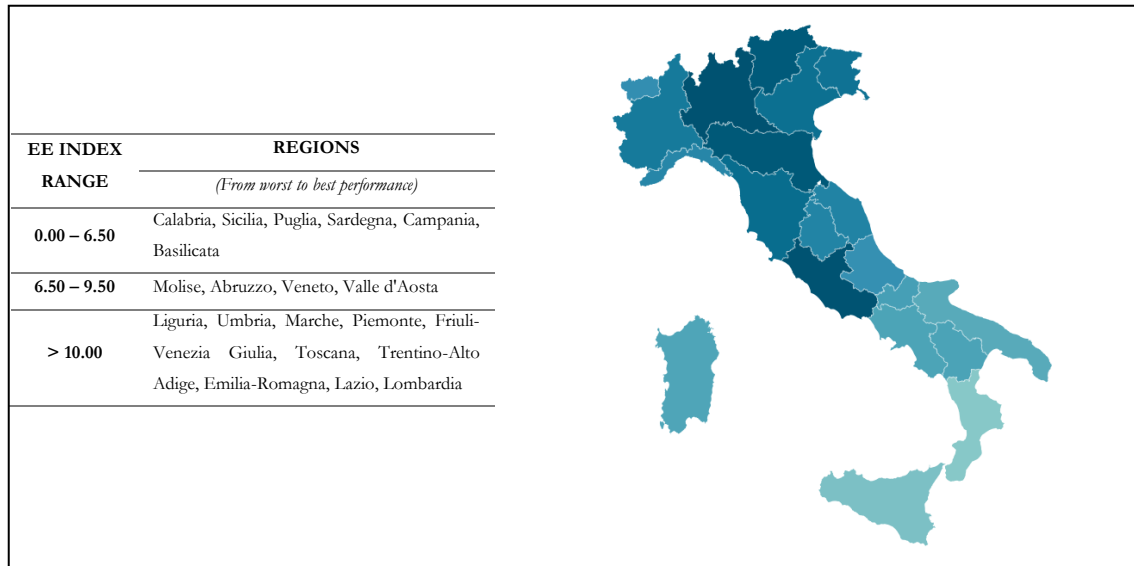 EE INDEX
RANGE
REGIONS
(From worst to best performance)
0.00 – 6.50
Calabria, Sicilia, Puglia, Sardegna, Campania,
Basilicata
6.50 – 9.50
Molise, Abruzzo, Veneto, Valle d'Aosta
> 10.00
Liguria, Umbria, Marche, Piemonte, Friuli-
Venezia Giulia, Toscana, Trentino-Alto
Adige, Emilia-Romagna, Lazio, Lombardia